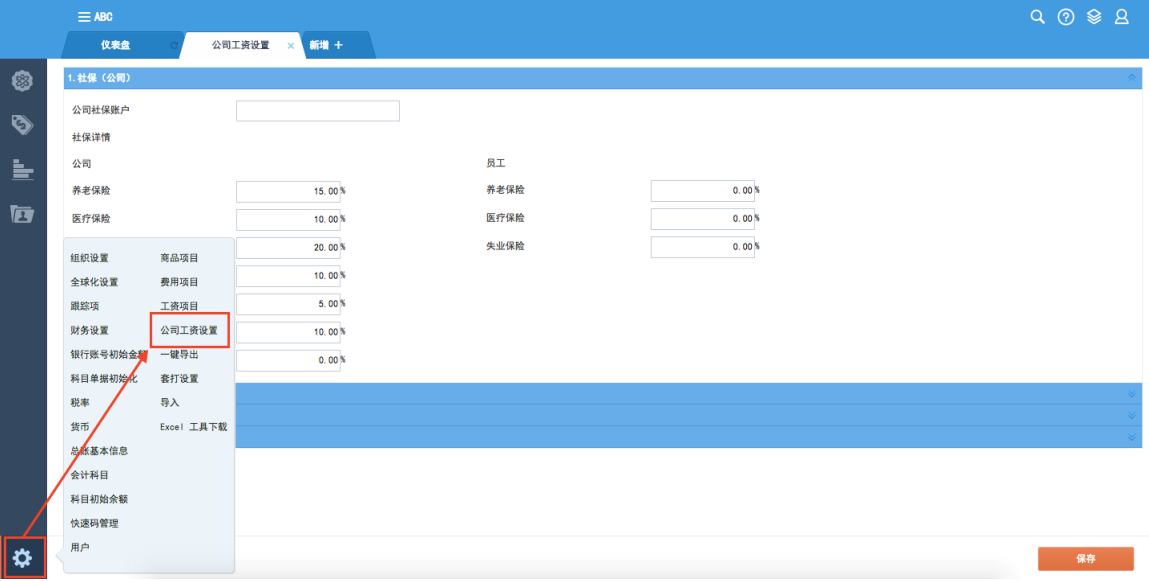 ABC
仪表盘
公司工资设置
新增
1.社保（公司）
公司社保账户
社保详情
公司
员工
养老保险
15.00%
养老保险
0.00%
医疗保险
10.00%
医疗保险
0.00%
20.00%
失业保险
0.00%
10.00%
5.00%
10.00%
0.00%
组织设置
商品项目
全球化设置
费用项目
跟踪项
工资项目
财务设置
公司工资设置
银行账号初始金额
一键导出
科目单据初始化
套打设置
税率
导入
货币
Excel 工具下载
总账基本信息
会计科目
科目初始余额
快速码管理
用户
保存